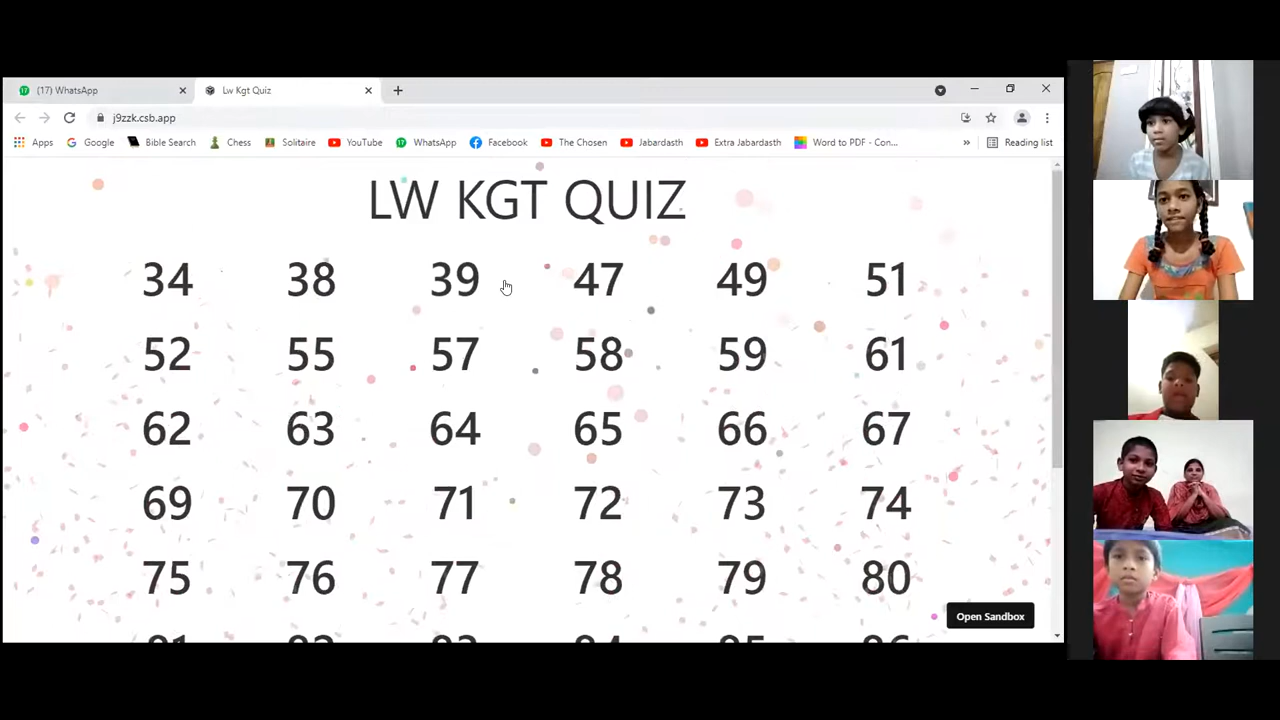 (17) WhatsApp
Lw Kgt Quiz
j9zzk.csb.app
Apps Google Bible Search Chess Solitaire YouTube WhatsApp Facebook The Chosen Jabardasth Extra Jabardasth Word to PDF - Con... » Reading list
LW KGT QUIZ
34 38 39 47 49 51
52 55 57 58 59 61
62 63 64 65 66 67
69 70 71 72 73 74
75 76 77 78 79 80
Open Sandbox